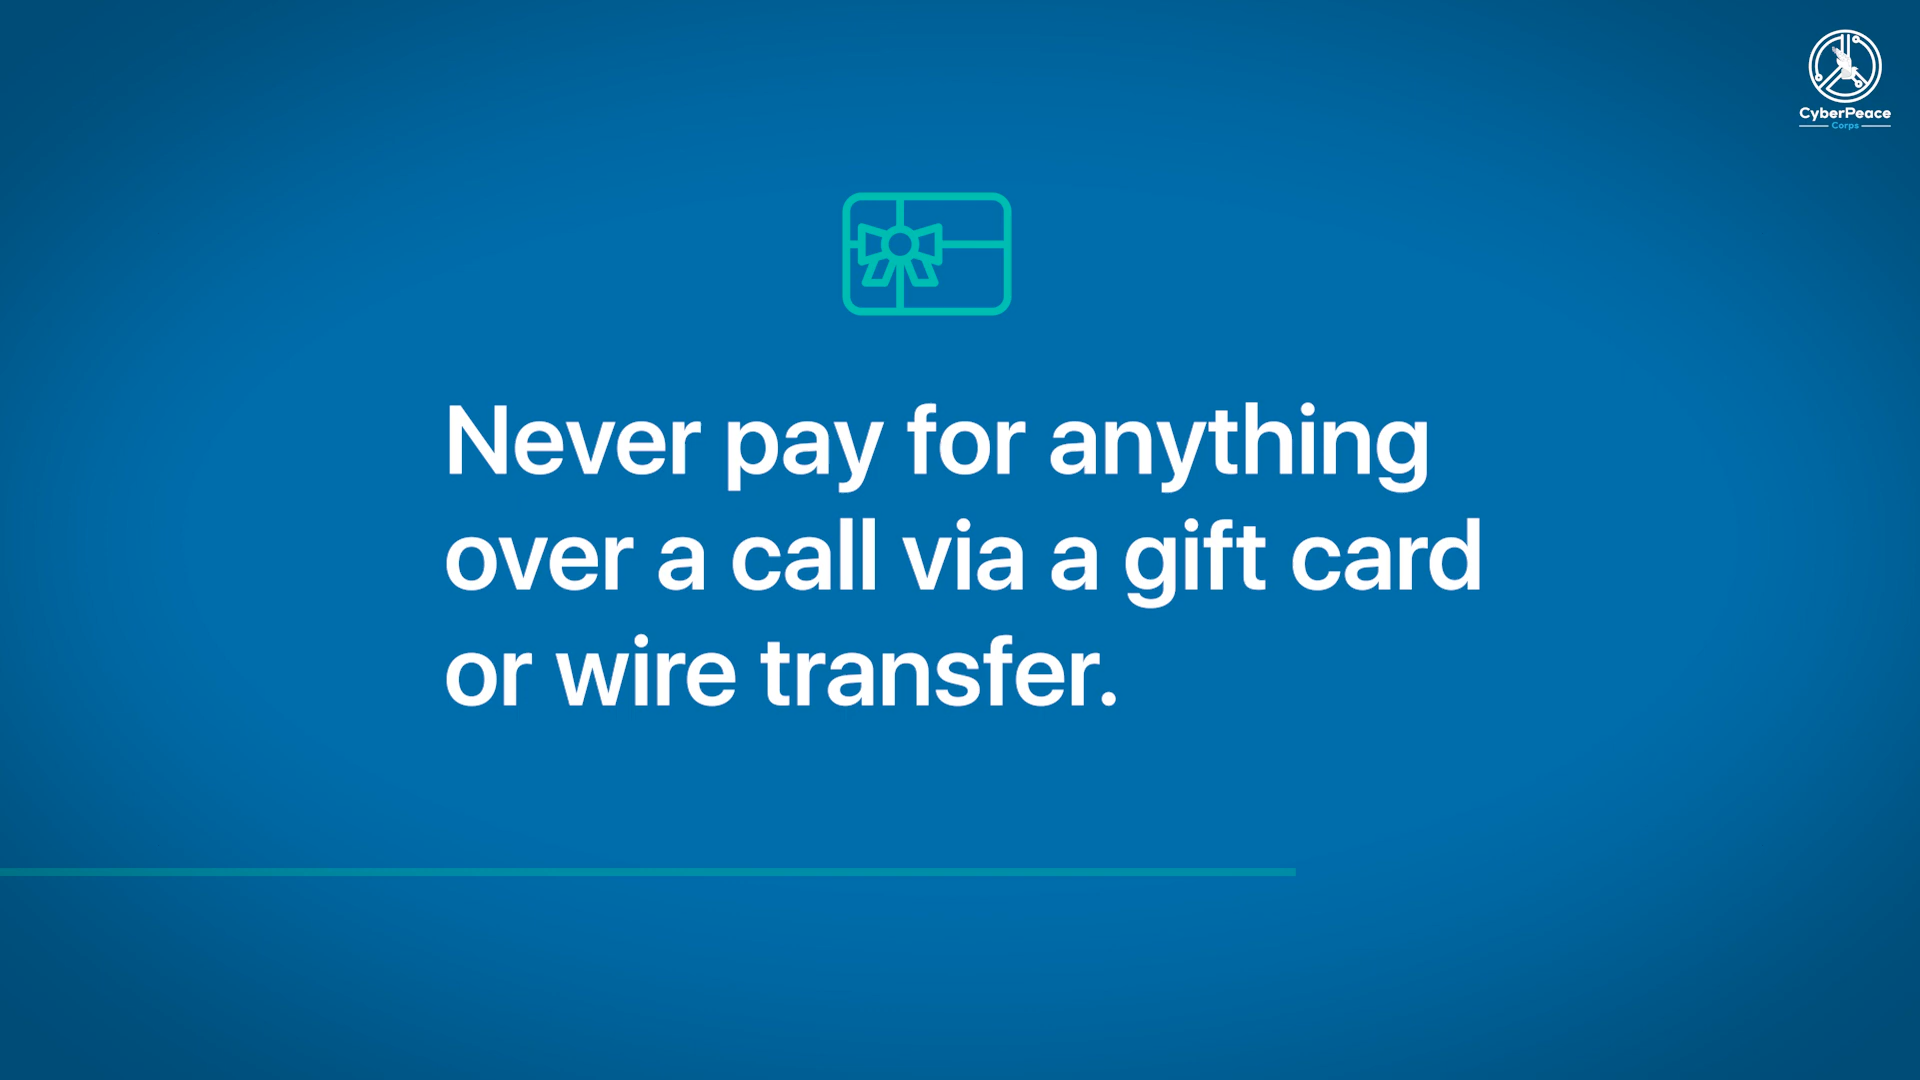 CyberPeace
Corps
Never pay for anything
over a call via a gift card
or wire transfer.